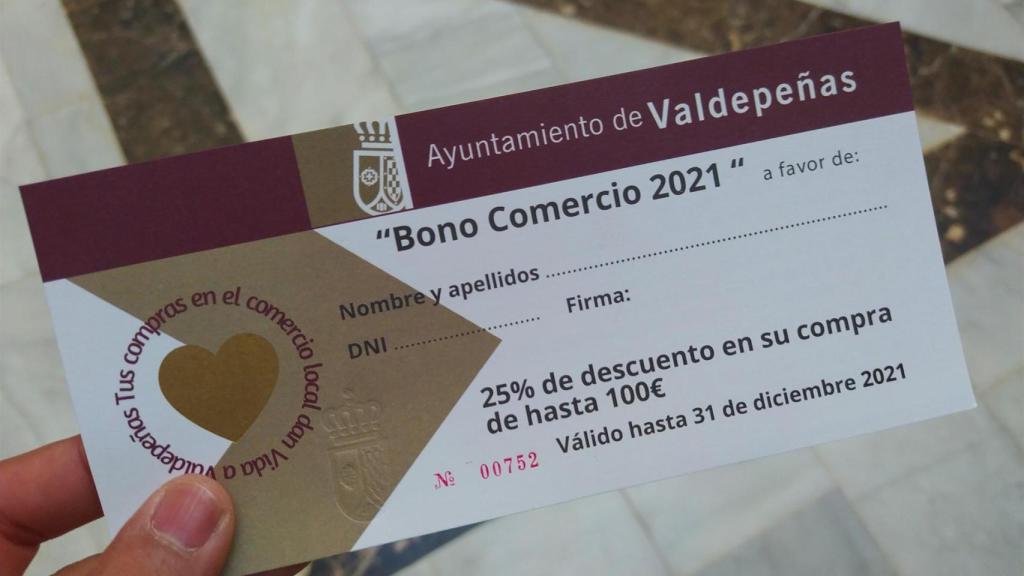 Ayuntamiento de Valdepeñas
“Bono Comercio 2021 “ a favor de:
Nombre y apellidos ................................................................
DNI ...........................
Firma:
25% de descuento en su compra
de hasta 100€
Válido hasta 31 de diciembre 2021
Nº 00752
Tus compras en el comercio local dan Vida a Valdepeñas